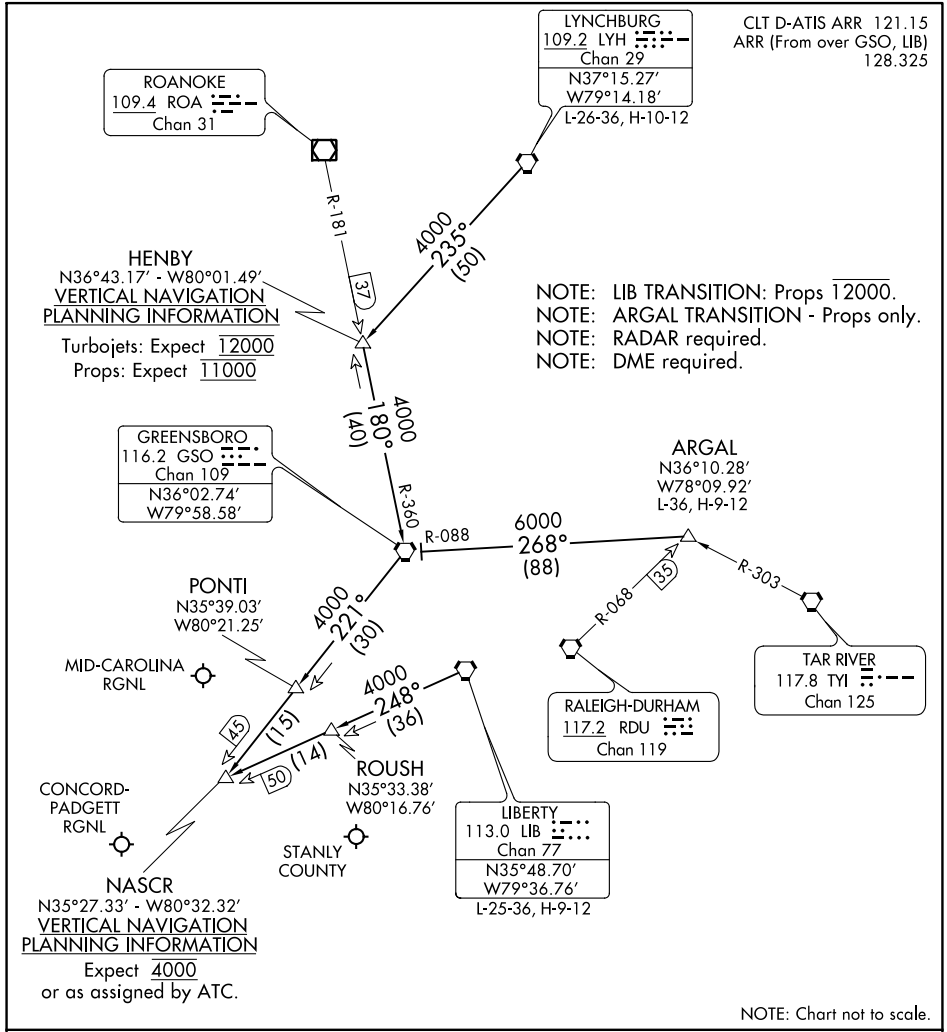 LYNCHBURG
109.2 LYH
Chan 29
N37°15.27'
W79°14.18'
L-26-36, H-10-12
CLT D-ATIS ARR 121.15
ARR (From over GSO, LIB)
128.325
ROANOKE
109.4 ROA
Chan 31
R-181
37
4000
235°
(50)
HENBY
N36°43.17' - W80°01.49'
VERTICAL NAVIGATION
PLANNING INFORMATION
Turbojets: Expect 12000
Props: Expect 11000
NOTE: LIB TRANSITION: Props 12000.
NOTE: ARGAL TRANSITION - Props only.
NOTE: RADAR required.
NOTE: DME required.
4000
180°
(40)
GREENSBORO
116.2 GSO
Chan 109
N36°02.74'
W79°58.58'
R-360
R-088
6000
268°
(88)
ARGAL
N36°10.28'
W78°09.92'
L-36, H-9-12
R-068
35
R-303
TAR RIVER
117.8 TYI
Chan 125
RALEIGH-DURHAM
117.2 RDU
Chan 119
PONTI
N35°39.03'
W80°21.25'
4000
221°
(30)
MID-CAROLINA
RGNL
4000
248°
(36)
45
(15)
(14)
50
ROUSH
N35°33.38'
W80°16.76'
CONCORD-
PADGETT
RGNL
STANLY
COUNTY
LIBERTY
113.0 LIB
Chan 77
N35°48.70'
W79°36.76'
L-25-36, H-9-12
NASCR
N35°27.33' - W80°32.32'
VERTICAL NAVIGATION
PLANNING INFORMATION
Expect 4000
or as assigned by ATC.
NOTE: Chart not to scale.